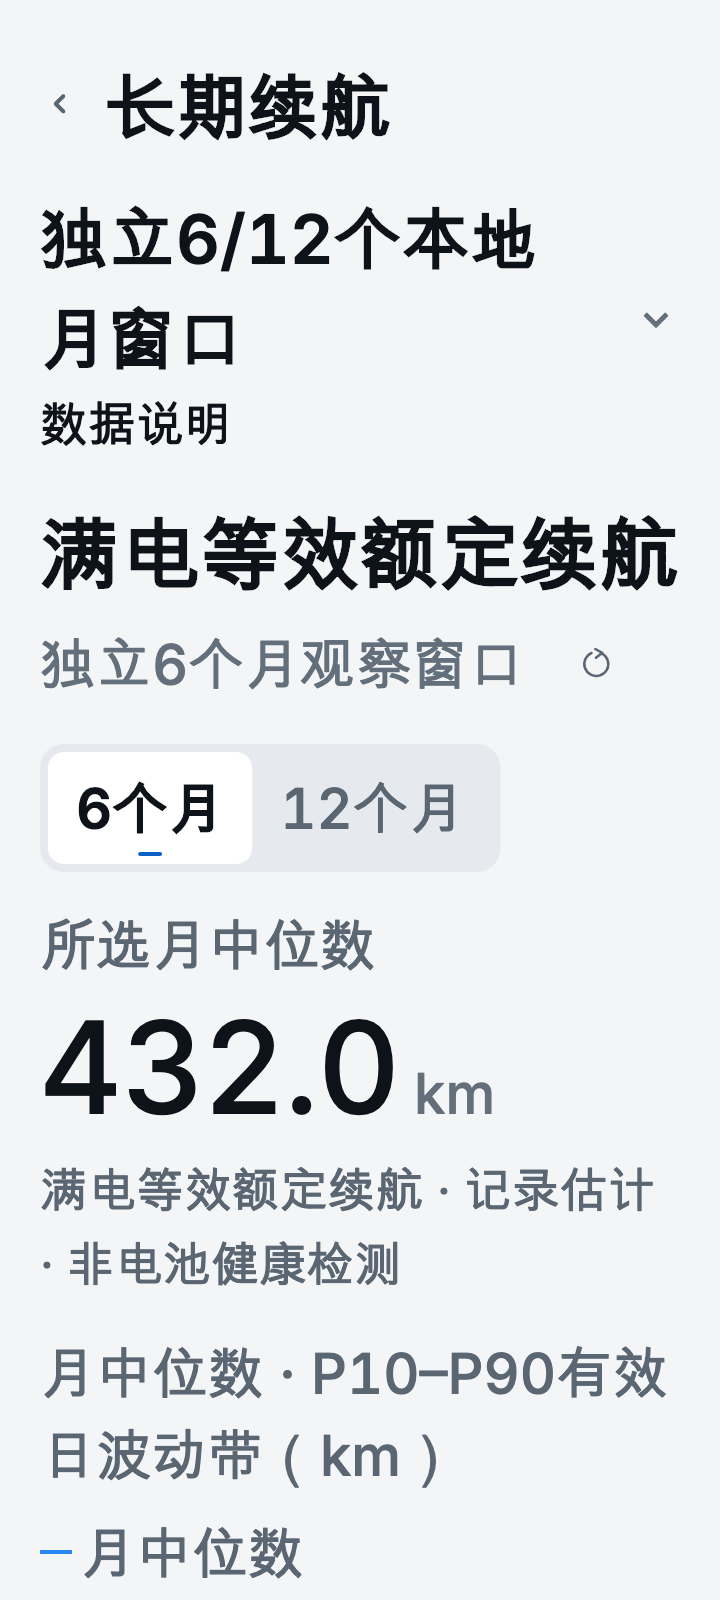 长期续航
独立6/12个本地
月窗口
数据说明
满电等效额定续航
独立6个月观察窗口
6个月
12个月
所选月中位数
432.0 km
满电等效额定续航 · 记录估计
· 非电池健康检测
月中位数 · P10–P90有效
日波动带（km）
月中位数